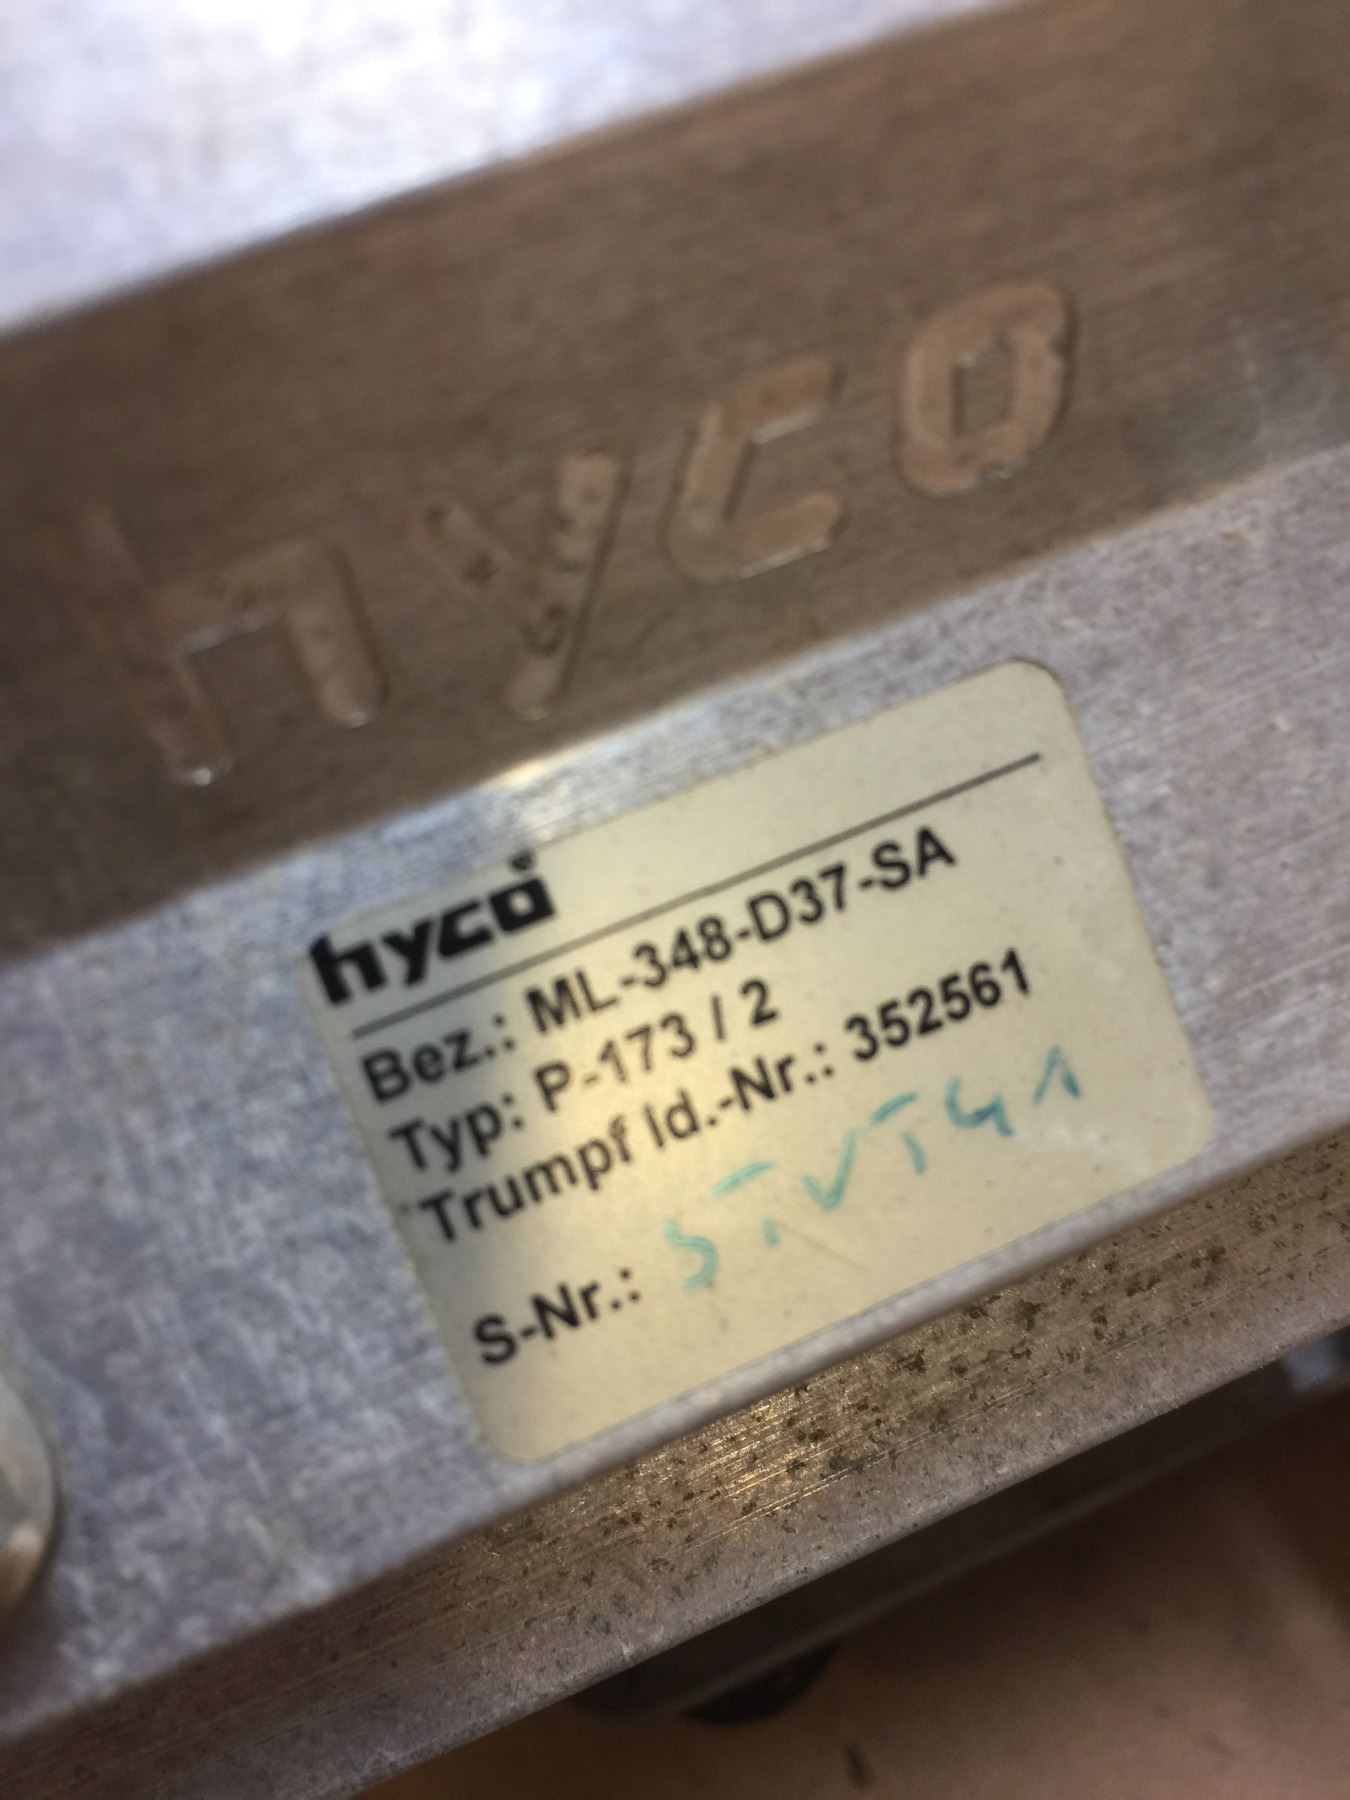 hyco
hyco
Bez.: ML-348-D37-SA
Typ: P-173 / 2
Trumpf Id.-Nr.: 352561
S-Nr.: